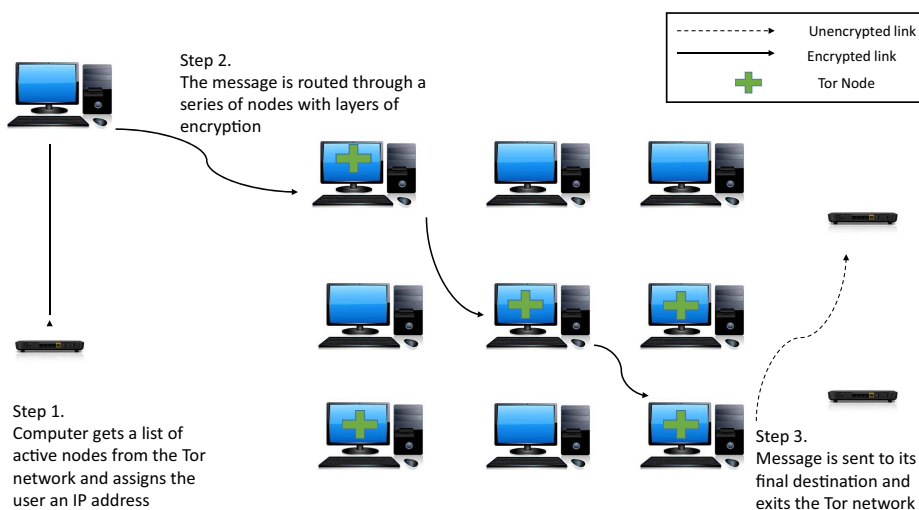 Unencrypted link
Encrypted link
Tor Node
Step 2.
The message is routed through a
series of nodes with layers of
encryption
Step 1.
Computer gets a list of
active nodes from the Tor
network and assigns the
user an IP address
Step 3.
Message is sent to its
final destination and
exits the Tor network